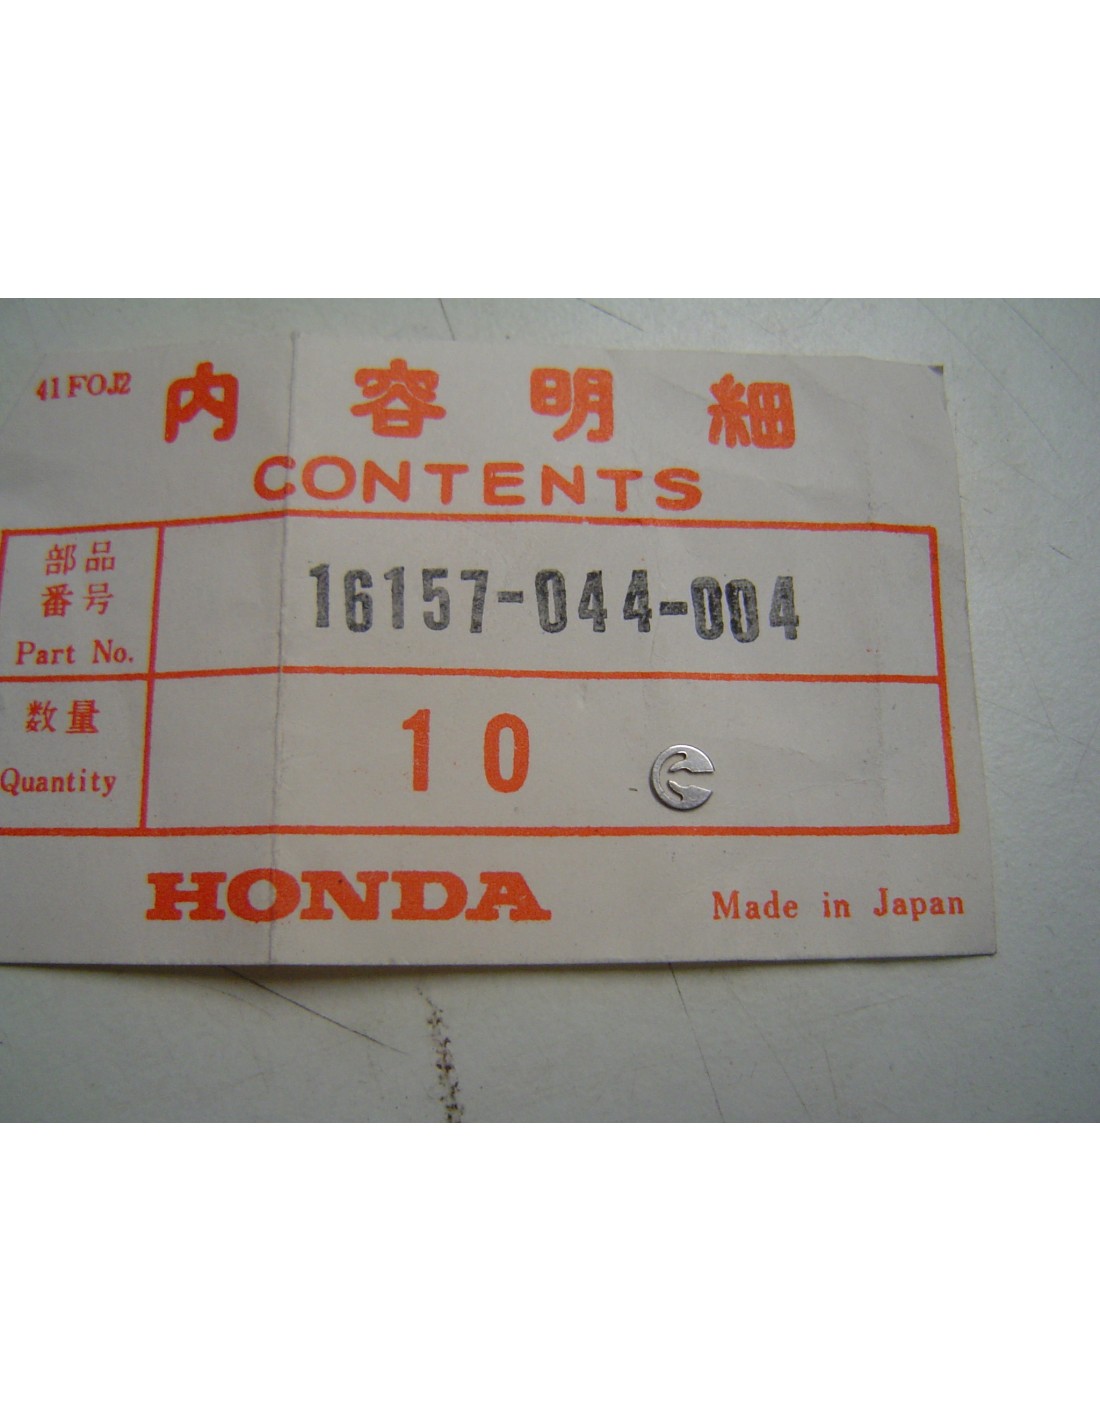 41FOJ2
内容明細
CONTENTS
部品
番号
Part No.
16157-044-004
数量
Quantity
10
HONDA
Made in Japan